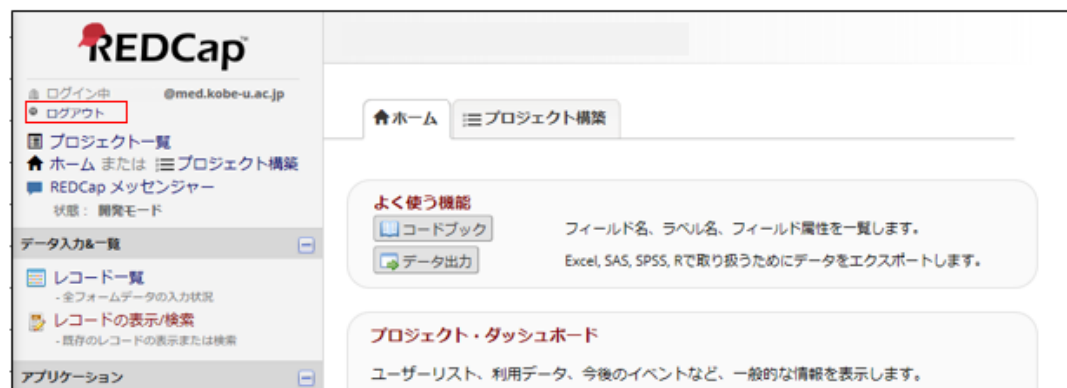 REDCap
ログイン中 @med.kobe-u.ac.jp
ログアウト
プロジェクト一覧
ホーム または プロジェクト構築
REDCap メッセンジャー
状態： 開発モード
データ入力&一覧
レコード一覧
- 全フォームデータの入力状況
レコードの表示/検索
- 既存のレコードの表示または検索
アプリケーション
ホーム プロジェクト構築
よく使う機能
コードブック フィールド名、ラベル名、フィールド属性を一覧します。
データ出力 Excel, SAS, SPSS, Rで取り扱うためにデータをエクスポートします。
プロジェクト・ダッシュボード
ユーザーリスト、利用データ、今後のイベントなど、一般的な情報を表示します。